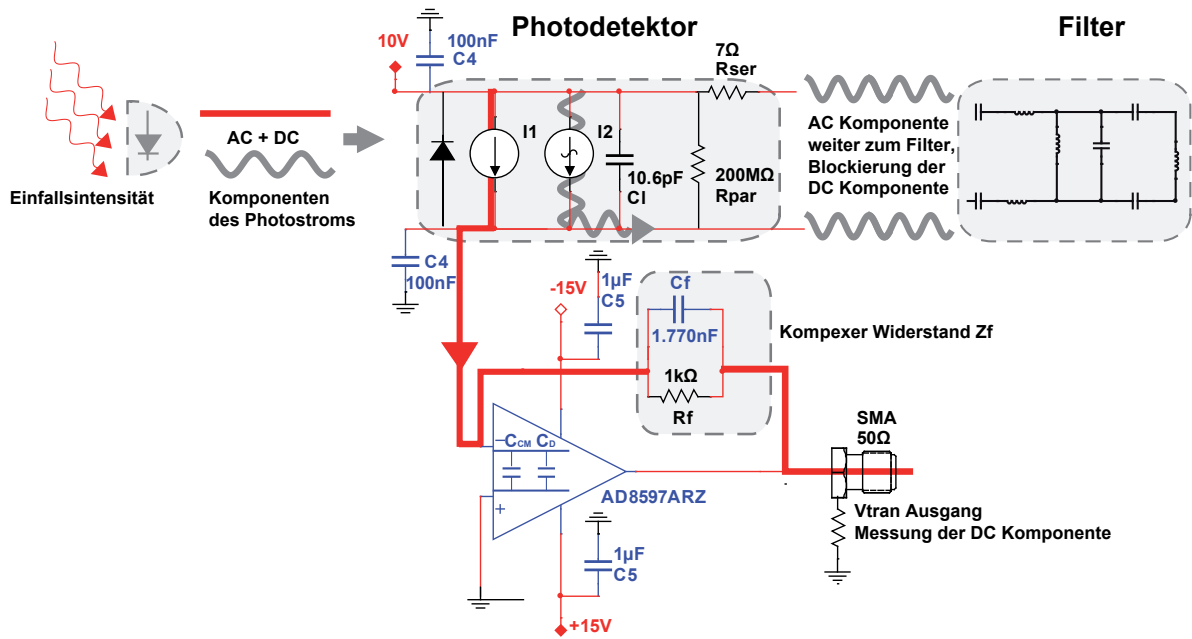 Photodetektor
Filter
10V
100nF
C4
7Ω
Rser
AC + DC
I1
I2
10.6pF
CI
200MΩ
Rpar
AC Komponente
weiter zum Filter,
Blockierung der
DC Komponente
Einfallsintensität
Komponenten
des Photostroms
C4
100nF
-15V
1µF
C5
Cf
1.770nF
1kΩ
Rf
Kompexer Widerstand Zf
− CCM CD
+
AD8597ARZ
SMA
50Ω
Vtran Ausgang
Messung der DC Komponente
1µF
C5
+15V